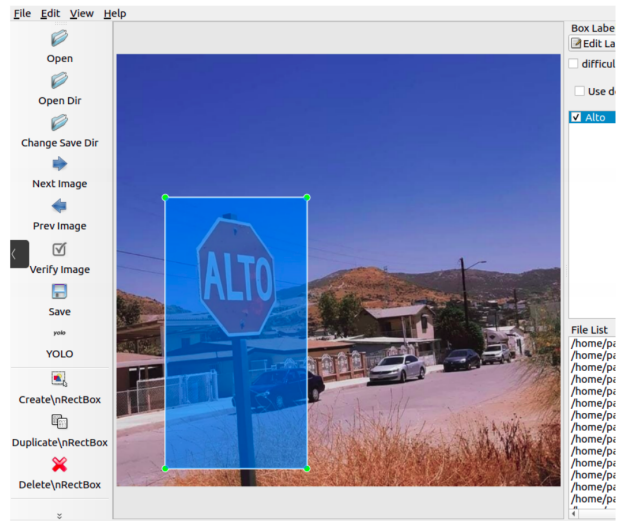 File Edit View Help
Open
Open Dir
Change Save Dir
Next Image
Prev Image
Verify Image
Save
yolo
YOLO
Create\nRectBox
Duplicate\nRectBox
Delete\nRectBox
ALTO
Box Labe
Edit La
difficul
Use d
Alto
File List
/home/pa
/home/pa
/home/pa
/home/pa
/home/pa
/home/pa
/home/pa
/home/pa
/home/pa
/home/pa
/home/pa
/home/pa
/home/pa
/home/pa